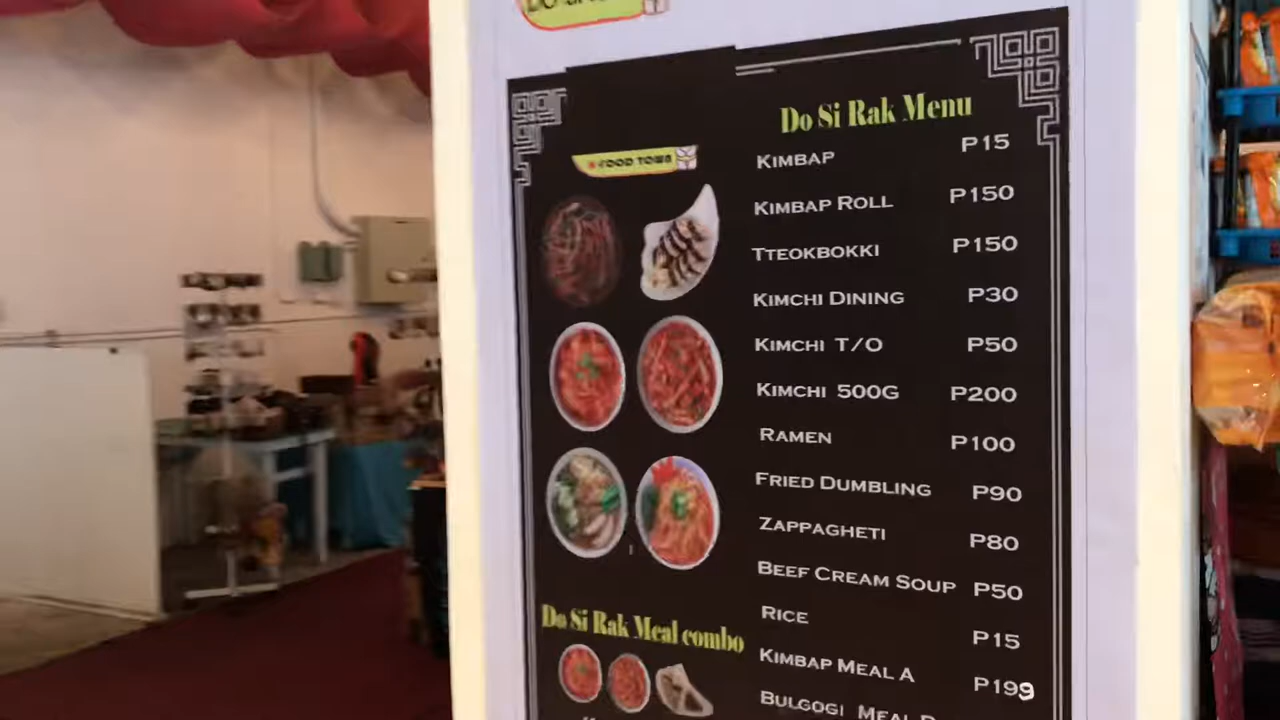 Do Si Rak Menu
FOOD TOWN
KIMBAP P15
KIMBAP ROLL P150
TTEOKBOKKI P150
KIMCHI DINING P30
KIMCHI T/O P50
KIMCHI 500G P200
RAMEN P100
FRIED DUMBLING P90
ZAPPAGHETI P80
BEEF CREAM SOUP P50
RICE P15
KIMBAP MEAL A P199
BULGOGI MEAL
Do Si Rak Meal combo